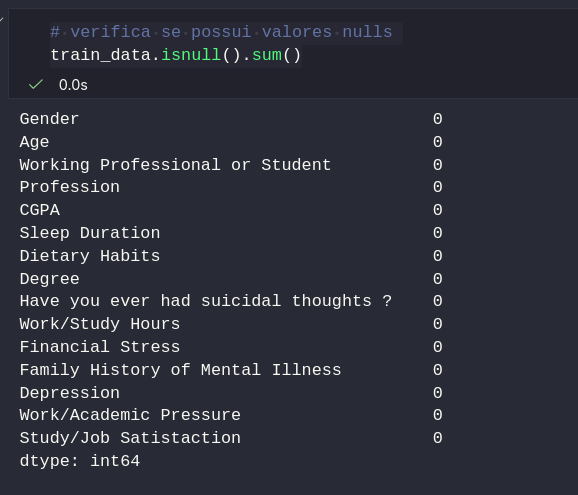 # verifica se possui valores nulls
train_data.isnull().sum()
0.0s
Gender 0
Age 0
Working Professional or Student 0
Profession 0
CGPA 0
Sleep Duration 0
Dietary Habits 0
Degree 0
Have you ever had suicidal thoughts ? 0
Work/Study Hours 0
Financial Stress 0
Family History of Mental Illness 0
Depression 0
Work/Academic Pressure 0
Study/Job Satistaction 0
dtype: int64